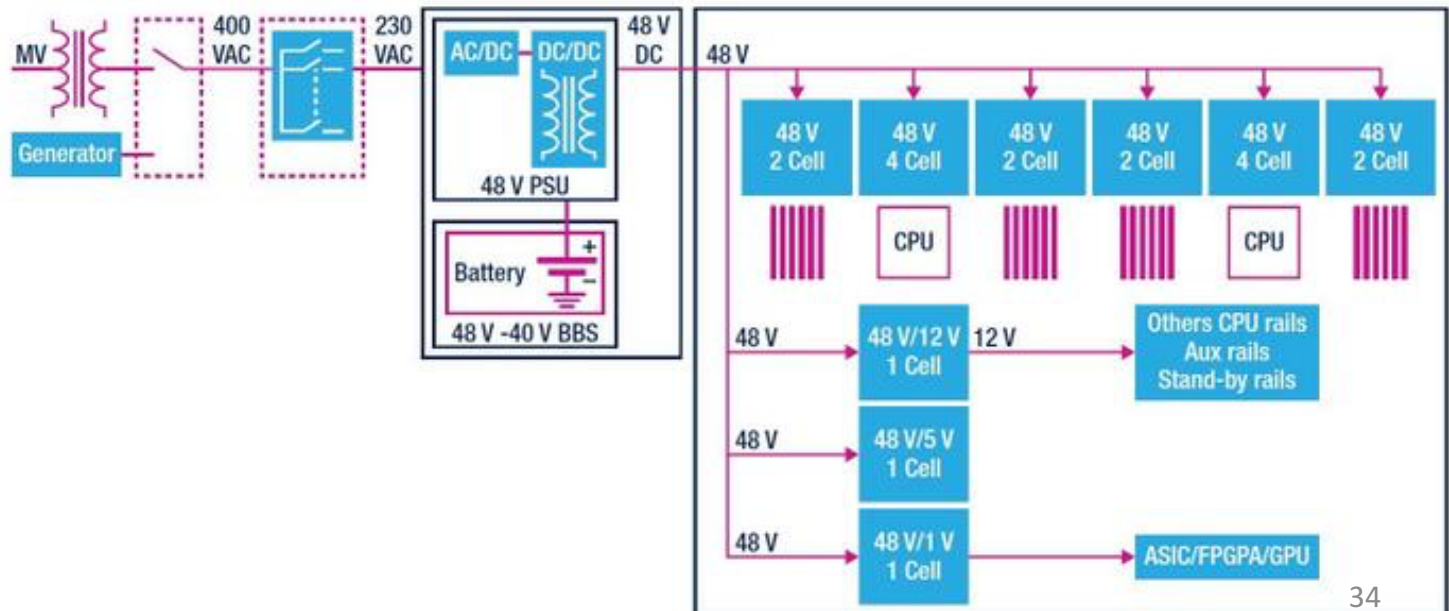 MV
400
VAC
230
VAC
Generator
AC/DC
DC/DC
48 V PSU
48 V
DC
Battery
+
−
48 V -40 V BBS
48 V
48 V
2 Cell
48 V
4 Cell
48 V
2 Cell
48 V
2 Cell
48 V
4 Cell
48 V
2 Cell
CPU
CPU
48 V
48 V/12 V
1 Cell
12 V
Others CPU rails
Aux rails
Stand-by rails
48 V
48 V/5 V
1 Cell
48 V
48 V/1 V
1 Cell
ASIC/FPGPA/GPU
34